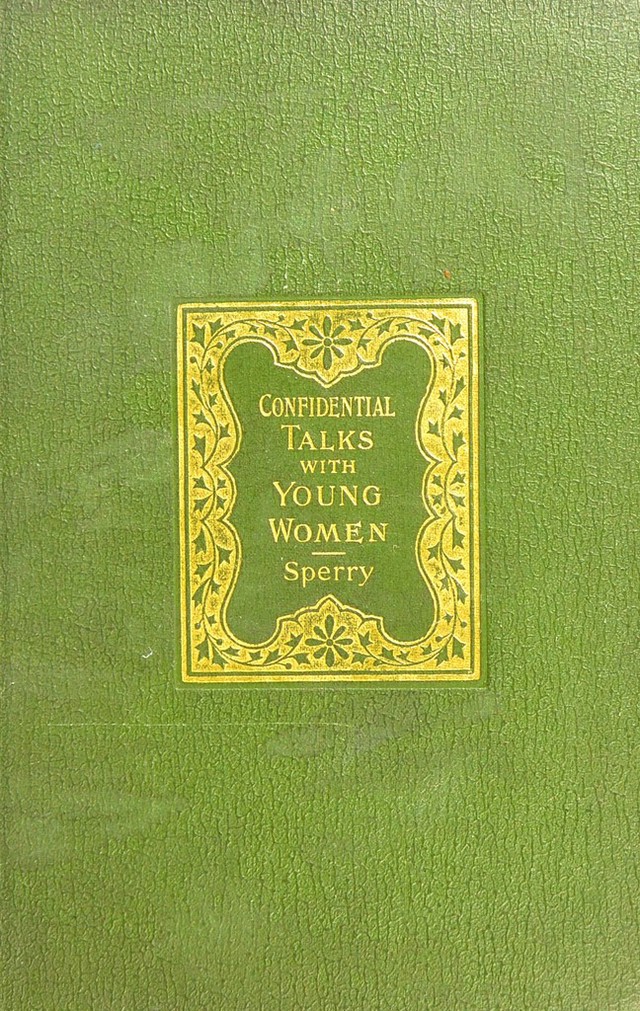 CONFIDENTIAL
TALKS
WITH
YOUNG
WOMEN
Sperry